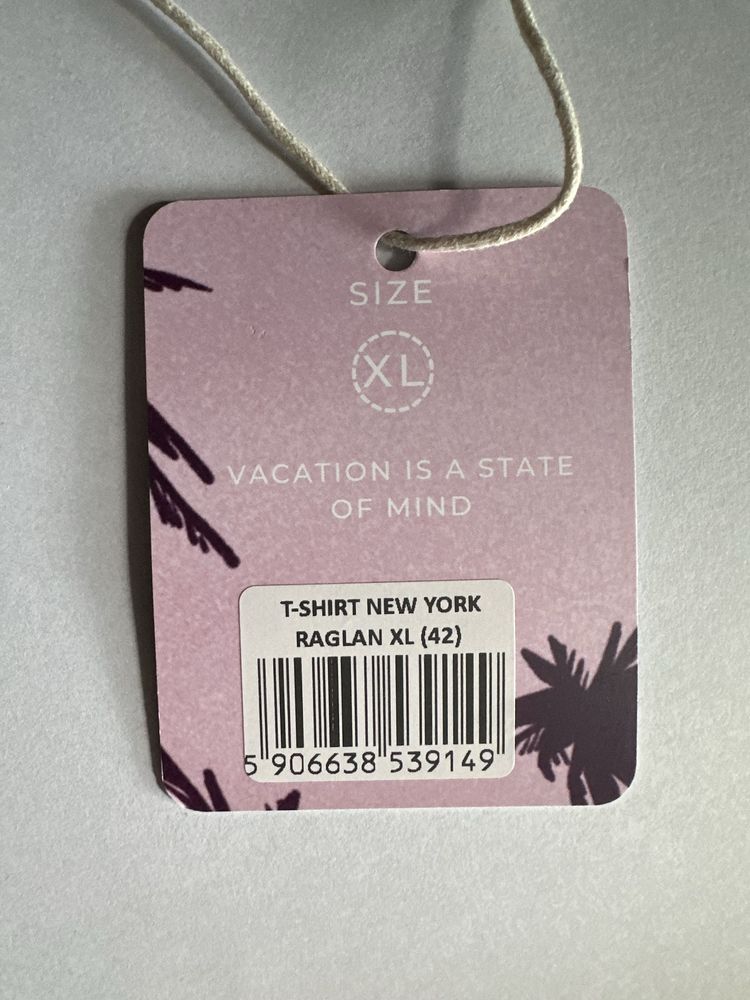 SIZE
XL
VACATION IS A STATE
OF MIND
T-SHIRT NEW YORK
RAGLAN XL (42)
5 906638 539149